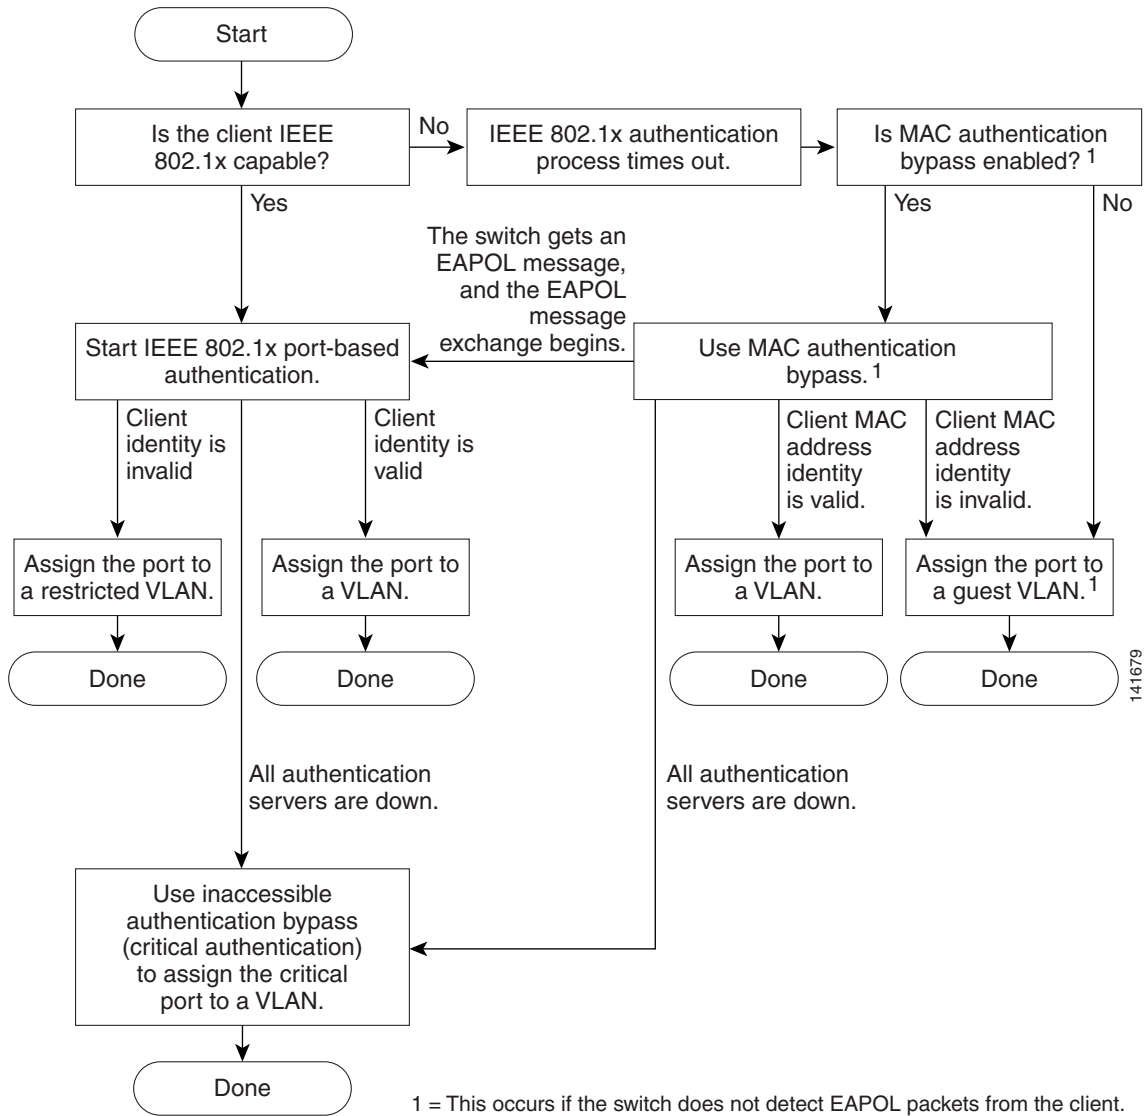 Start
Is the client IEEE
802.1x capable?
No
IEEE 802.1x authentication
process times out.
Is MAC authentication
bypass enabled? 1
Yes
Yes
No
The switch gets an
EAPOL message,
and the EAPOL
message
exchange begins.
Start IEEE 802.1x port-based
authentication.
Use MAC authentication
bypass. 1
Client
identity is
invalid
Client
identity is
valid
Client MAC
address
identity
is valid.
Client MAC
address
identity
is invalid.
Assign the port to
a restricted VLAN.
Assign the port to
a VLAN.
Assign the port to
a VLAN.
Assign the port to
a guest VLAN. 1
Done
Done
Done
Done
141679
All authentication
servers are down.
All authentication
servers are down.
Use inaccessible
authentication bypass
(critical authentication)
to assign the critical
port to a VLAN.
Done
1 = This occurs if the switch does not detect EAPOL packets from the client.